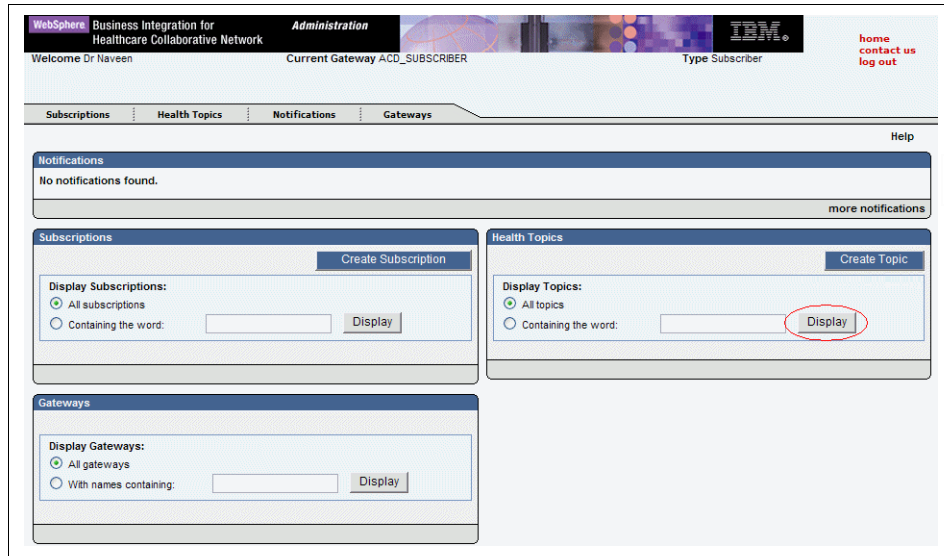 WebSphere Business Integration for Healthcare Collaborative Network Administration IBM.
home
contact us
log out
Welcome Dr Naveen Current Gateway ACD_SUBSCRIBER Type Subscriber
Subscriptions Health Topics Notifications Gateways
Help
Notifications
No notifications found.
more notifications
Subscriptions
Create Subscription
Display Subscriptions:
All subscriptions
Containing the word: Display
Health Topics
Create Topic
Display Topics:
All topics
Containing the word: Display
Gateways
Display Gateways:
All gateways
With names containing: Display